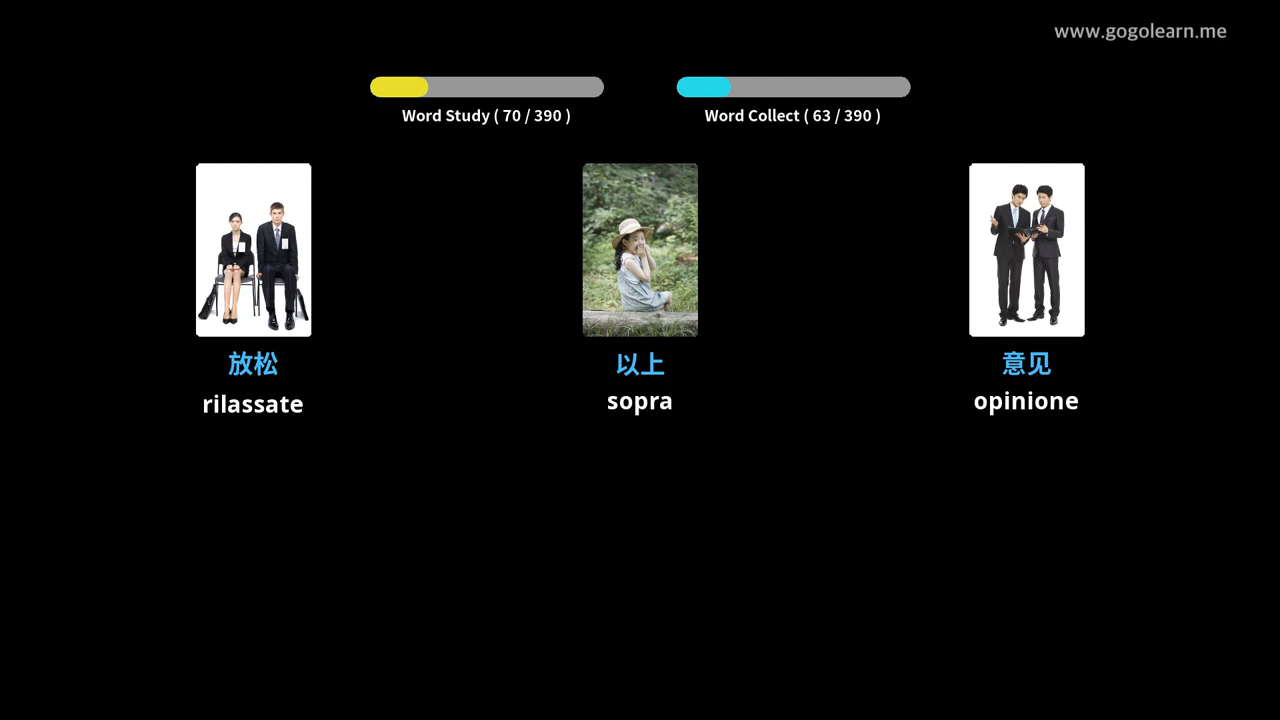 www.gogolearn.me
Word Study ( 70 / 390 )
Word Collect ( 63 / 390 )
放松
rilassate
以上
sopra
意见
opinione